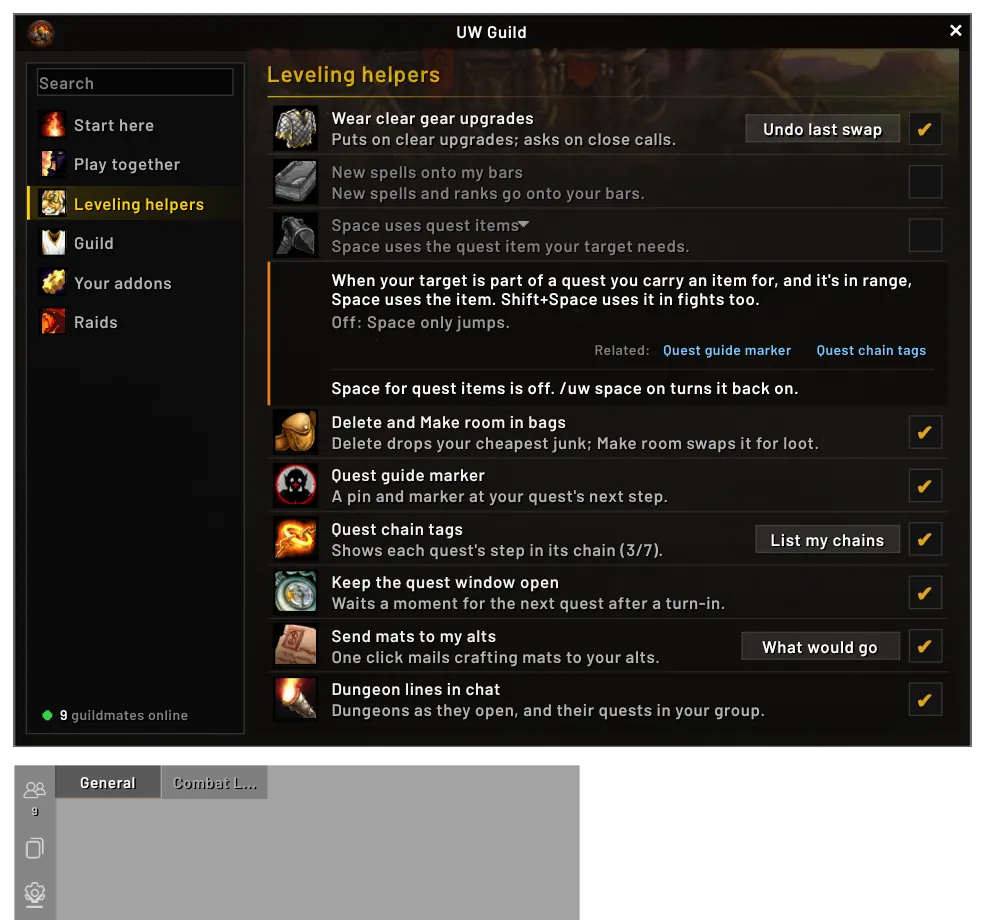 UW Guild
Search
Start here
Play together
Leveling helpers
Guild
Your addons
Raids
9 guildmates online
Leveling helpers
Wear clear gear upgrades
Puts on clear upgrades; asks on close calls.
Undo last swap
New spells onto my bars
New spells and ranks go onto your bars.
Space uses quest items
Space uses the quest item your target needs.
When your target is part of a quest you carry an item for, and it's in range,
Space uses the item. Shift+Space uses it in fights too.
Off: Space only jumps.
Related: Quest guide marker Quest chain tags
Space for quest items is off. /uw space on turns it back on.
Delete and Make room in bags
Delete drops your cheapest junk; Make room swaps it for loot.
Quest guide marker
A pin and marker at your quest's next step.
Quest chain tags
Shows each quest's step in its chain (3/7).
List my chains
Keep the quest window open
Waits a moment for the next quest after a turn-in.
Send mats to my alts
One click mails crafting mats to your alts.
What would go
Dungeon lines in chat
Dungeons as they open, and their quests in your group.
General
Combat L...
9